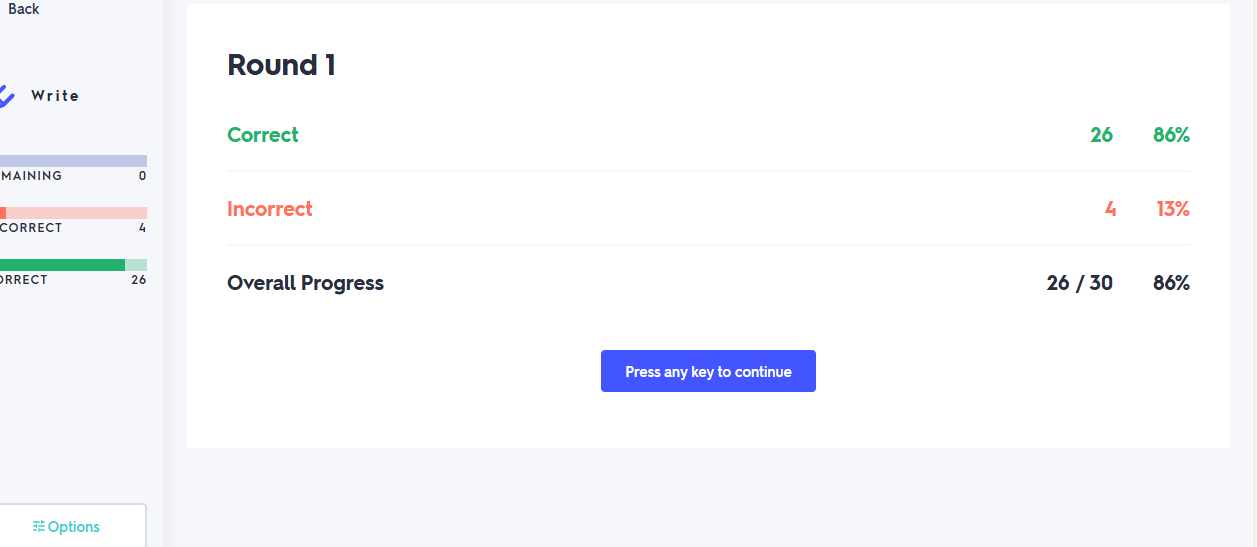 Back
Write
MAINING 0
CORRECT 4
ORRECT 26
Options
Round 1
Correct 26 86%
Incorrect 4 13%
Overall Progress 26 / 30 86%
Press any key to continue